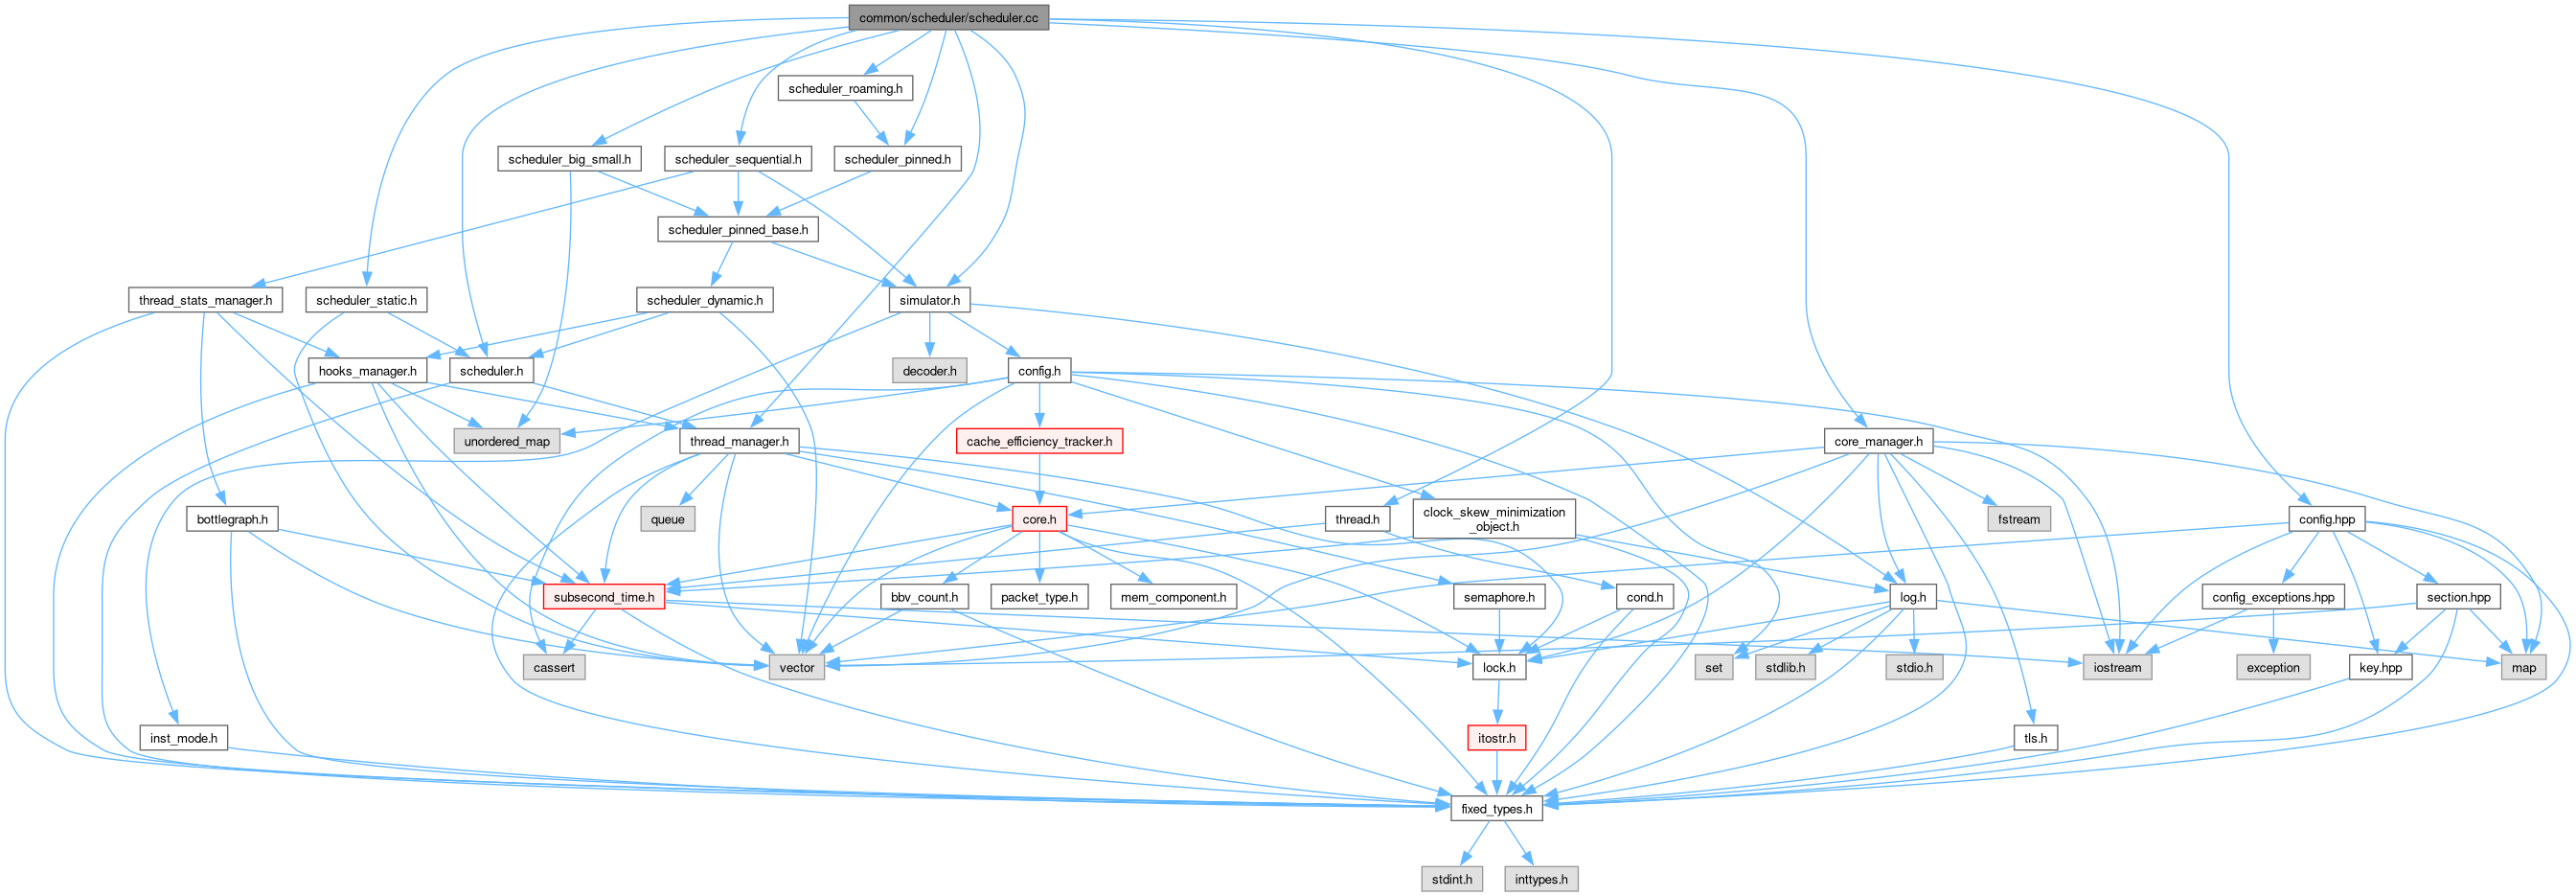 common/scheduler/scheduler.cc
scheduler_roaming.h
scheduler_big_small.h
scheduler_sequential.h
scheduler_pinned.h
scheduler_pinned_base.h
thread_stats_manager.h
scheduler_static.h
scheduler_dynamic.h
simulator.h
hooks_manager.h
scheduler.h
decoder.h
config.h
unordered_map
thread_manager.h
cache_efficiency_tracker.h
core_manager.h
bottlegraph.h
queue
core.h
thread.h
clock_skew_minimization
_object.h
fstream
config.hpp
subsecond_time.h
bbv_count.h
packet_type.h
mem_component.h
semaphore.h
cond.h
log.h
config_exceptions.hpp
section.hpp
cassert
vector
lock.h
set
stdlib.h
stdio.h
iostream
exception
key.hpp
map
inst_mode.h
itostr.h
tls.h
fixed_types.h
stdint.h
inttypes.h